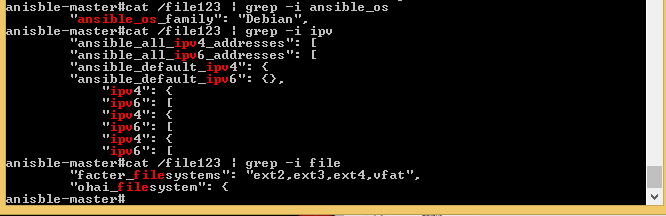 anisble-master#cat /file123 | grep -i ansible_os
"ansible_os_family": "Debian",
anisble-master#cat /file123 | grep -i ipv
"ansible_all_ipv4_addresses": [
"ansible_all_ipv6_addresses": [
"ansible_default_ipv4": {
"ansible_default_ipv6": {},
"ipv4": {
"ipv6": [
"ipv4": {
"ipv6": [
"ipv4": {
"ipv6": [
anisble-master#cat /file123 | grep -i file
"facter_filesystems": "ext2,ext3,ext4,vfat",
"ohai_filesystem": {
anisble-master#